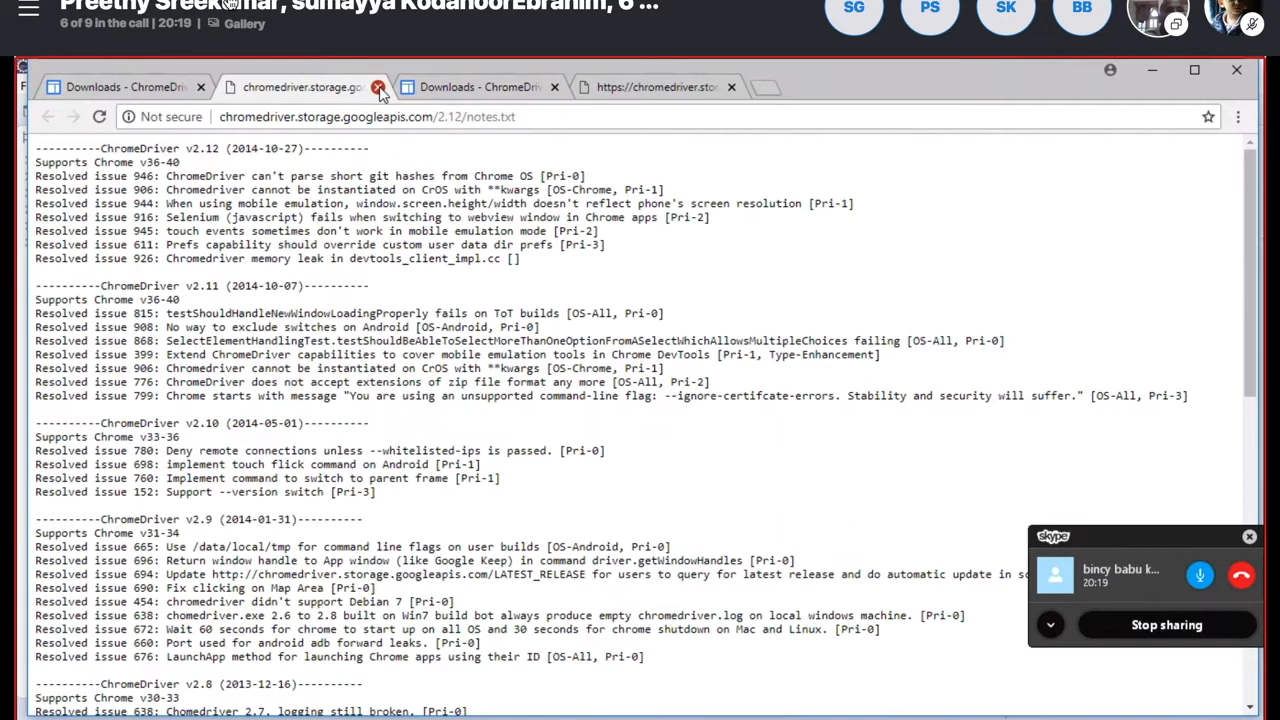 Preethy Sreekumar, sumayya KodanoorEbrahim, 6 ...
6 of 9 in the call | 20:19 | Gallery
SG PS SK BB
Downloads - ChromeDri
chromedriver.storage.goo
Downloads - ChromeDri
https://chromedriver.stor
Not secure | chromedriver.storage.googleapis.com/2.12/notes.txt
----------ChromeDriver v2.12 (2014-10-27)----------
Supports Chrome v36-40
Resolved issue 946: ChromeDriver can't parse short git hashes from Chrome OS [Pri-0]
Resolved issue 906: ChromeDriver cannot be instantiated on CrOS with **kwargs [OS-Chrome, Pri-1]
Resolved issue 944: When using mobile emulation, window.screen.height/width doesn't reflect phone's screen resolution [Pri-1]
Resolved issue 916: Selenium (javascript) fails when switching to webview window in Chrome apps [Pri-2]
Resolved issue 945: touch events sometimes don't work in mobile emulation mode [Pri-2]
Resolved issue 611: Prefs capability should override custom user data dir prefs [Pri-3]
Resolved issue 926: Chromedriver memory leak in devtools_client_impl.cc []
----------ChromeDriver v2.11 (2014-10-07)----------
Supports Chrome v36-40
Resolved issue 815: testShouldHandleNewWindowLoadingProperly fails on ToT builds [OS-All, Pri-0]
Resolved issue 908: No way to exclude switches on Android [OS-Android, Pri-0]
Resolved issue 868: SelectElementHandlingTest.testShouldBeAbleToSelectMoreThanOneOptionFromASelectWhichAllowsMultipleChoices failing [OS-All, Pri-0]
Resolved issue 399: Extend ChromeDriver capabilities to cover mobile emulation tools in Chrome DevTools [Pri-1, Type-Enhancement]
Resolved issue 906: Chromedriver cannot be instantiated on CrOS with **kwargs [OS-Chrome, Pri-1]
Resolved issue 776: ChromeDriver does not accept extensions of zip file format any more [OS-All, Pri-2]
Resolved issue 799: Chrome starts with message "You are using an unsupported command-line flag: --ignore-certifcate-errors. Stability and security will suffer." [OS-All, Pri-3]
----------ChromeDriver v2.10 (2014-05-01)----------
Supports Chrome v33-36
Resolved issue 780: Deny remote connections unless --whitelisted-ips is passed. [Pri-0]
Resolved issue 698: implement touch flick command on Android [Pri-1]
Resolved issue 760: Implement command to switch to parent frame [Pri-1]
Resolved issue 152: Support --version switch [Pri-3]
----------ChromeDriver v2.9 (2014-01-31)----------
Supports Chrome v31-34
Resolved issue 665: Use /data/local/tmp for command line flags on user builds [OS-Android, Pri-0]
Resolved issue 696: Return window handle to App window (like Google Keep) in command driver.getWindowHandles [Pri-0]
Resolved issue 694: Update http://chromedriver.storage.googleapis.com/LATEST_RELEASE for users to query for latest release and do automatic update in sc
Resolved issue 690: Fix clicking on Map Area [Pri-0]
Resolved issue 454: chromedriver didn't support Debian 7 [Pri-0]
Resolved issue 638: chromedriver.exe 2.6 to 2.8 built on Win7 build bot always produce empty chromedriver.log on local windows machine. [Pri-0]
Resolved issue 672: Wait 60 seconds for chrome to start up on all OS and 30 seconds for chrome shutdown on Mac and Linux. [Pri-0]
Resolved issue 660: Port used for android adb forward leaks. [Pri-0]
Resolved issue 676: LaunchApp method for launching Chrome apps using their ID [OS-All, Pri-0]
----------ChromeDriver v2.8 (2013-12-16)----------
Supports Chrome v30-33
Resolved issue 638: Chomedriver 2.7, logging still broken. [Pri-0]
skype
bincy babu k...
20:19
Stop sharing